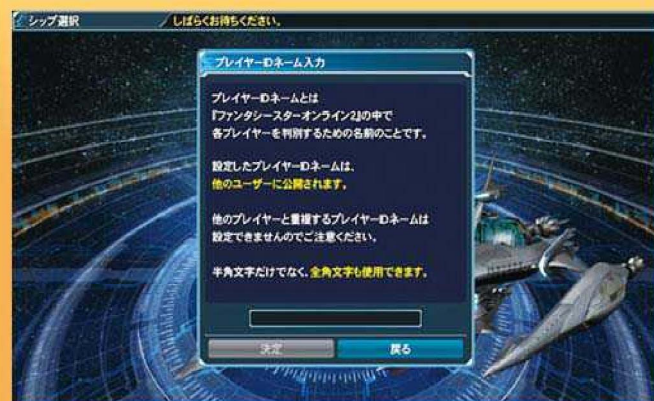 シップ選択
しばらくお待ちください。
プレイヤーIDネーム入力
プレイヤーIDネームとは
『ファンタシースターオンライン2』の中で
各プレイヤーを判別するための名前のことです。
設定したプレイヤーIDネームは、
他のユーザーに公開されます。
他のプレイヤーと重複するプレイヤーIDネームは
設定できませんのでご注意ください。
半角文字だけでなく、全角文字も使用できます。
決定
戻る